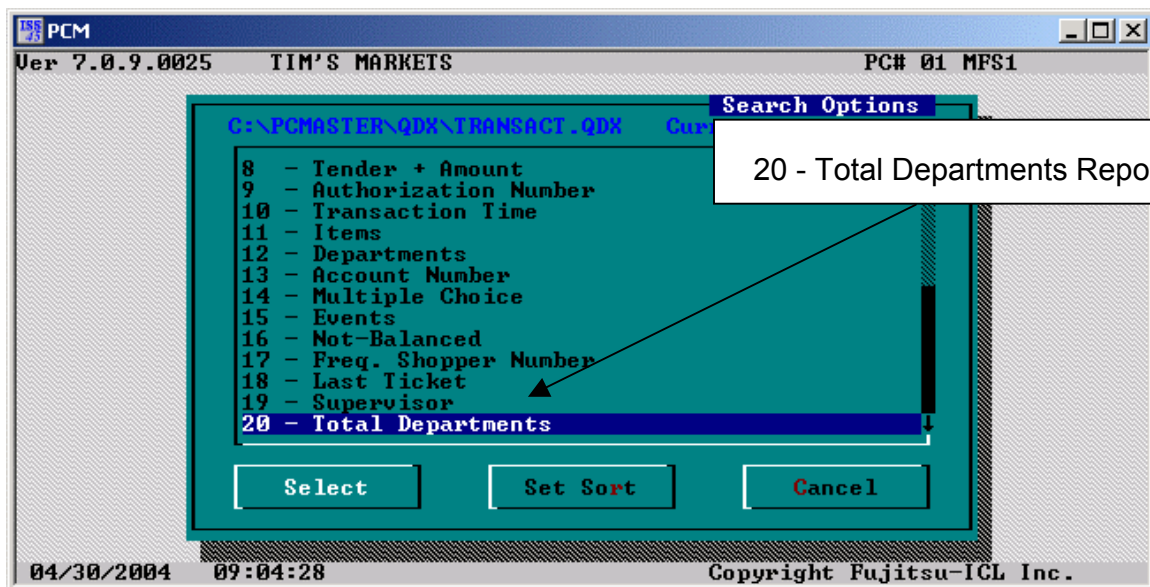 ISS 45 PCM
Ver 7.0.9.0025 TIM'S MARKETS PC# 01 MFS1
Search Options
C:\PCMASTER\QDX\TRANSACT.QDX
20 - Total Departments Repo
8 - Tender + Amount
9 - Authorization Number
10 - Transaction Time
11 - Items
12 - Departments
13 - Account Number
14 - Multiple Choice
15 - Events
16 - Not-Balanced
17 - Freq. Shopper Number
18 - Last Ticket
19 - Supervisor
20 - Total Departments
Select Set Sort Cancel
04/30/2004 09:04:28 Copyright Fujitsu-ICL Inc.